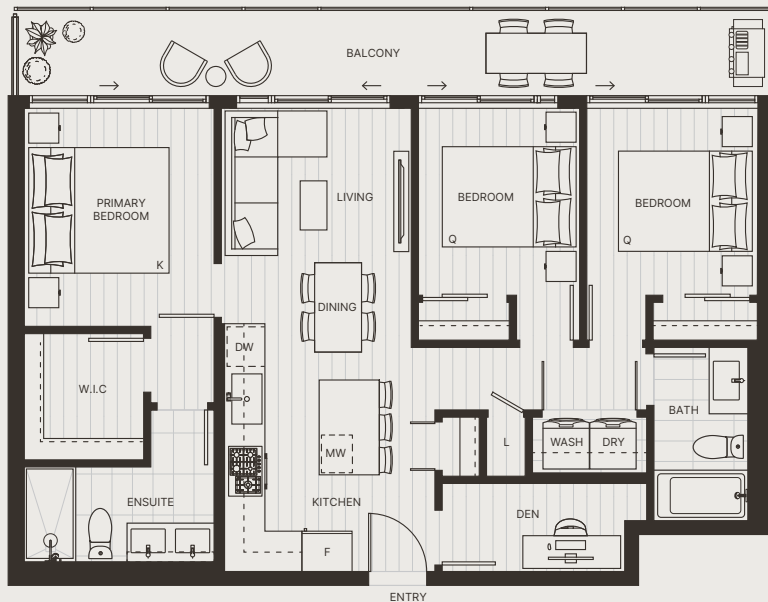 BALCONY
PRIMARY
BEDROOM
K
LIVING
BEDROOM
Q
BEDROOM
Q
DINING
DW
W.I.C
BATH
MW
L
WASH
DRY
ENSUITE
KITCHEN
DEN
F
ENTRY